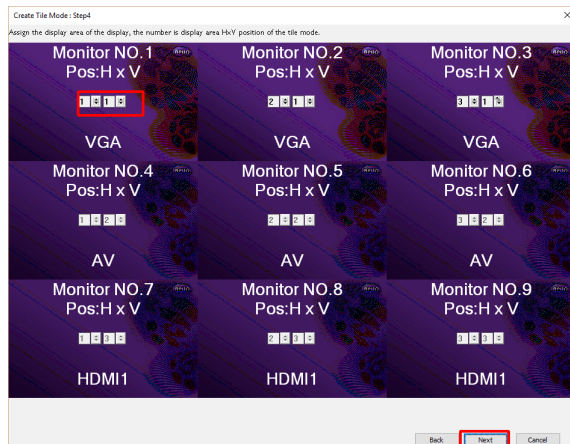 Create Tile Mode : Step4
Assign the display area of the display, the number is display area HxV position of the tile mode.
Monitor NO.1
Pos:H x V
1 1
VGA
Monitor NO.2
Pos:H x V
2 1
VGA
Monitor NO.3
Pos:H x V
3 1
VGA
Monitor NO.4
Pos:H x V
1 2
AV
Monitor NO.5
Pos:H x V
2 2
AV
Monitor NO.6
Pos:H x V
3 2
AV
Monitor NO.7
Pos:H x V
1 3
HDMI1
Monitor NO.8
Pos:H x V
2 3
HDMI1
Monitor NO.9
Pos:H x V
3 3
HDMI1
Back Next Cancel